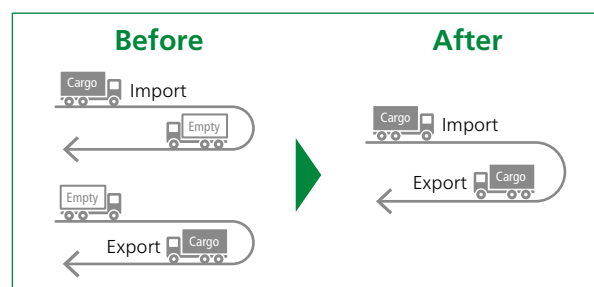 Before
Cargo
Import
Empty
Empty
Export
Cargo
After
Cargo
Import
Export
Cargo